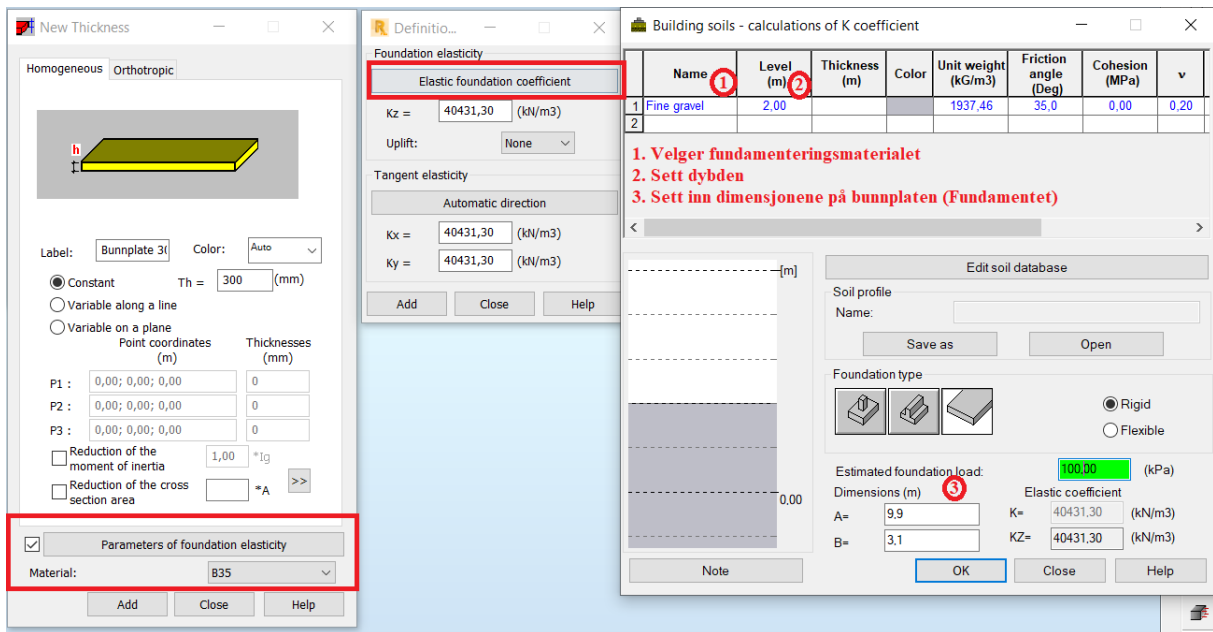 New Thickness
Homogeneous Orthotropic
h
Label: Bunnplate 30 Color: Auto
Constant Th = 300 (mm)
Variable along a line
Variable on a plane
Point coordinates (m) Thicknesses (mm)
P1 : 0,00; 0,00; 0,00 0
P2 : 0,00; 0,00; 0,00 0
P3 : 0,00; 0,00; 0,00 0
Reduction of the
moment of inertia 1,00 *Ig
Reduction of the cross
section area *A >>
Parameters of foundation elasticity
Material: B35
Add Close Help
Definitio...
Foundation elasticity
Elastic foundation coefficient
Kz = 40431,30 (kN/m3)
Uplift: None
Tangent elasticity
Automatic direction
Kx = 40431,30 (kN/m3)
Ky = 40431,30 (kN/m3)
Add Close Help
Building soils - calculations of K coefficient
Name 1 Level (m) 2 Thickness (m) Color Unit weight (kG/m3) Friction angle (Deg) Cohesion (MPa) ν
1 Fine gravel 2,00 1937,46 35,0 0,00 0,20
2
1. Velger fundamenteringsmaterialet
2. Sett dybden
3. Sett inn dimensjonene på bunnplaten (Fundamentet)
[m]
0,00
Edit soil database
Soil profile
Name:
Save as Open
Foundation type
Rigid
Flexible
Estimated foundation load: 100,00 (kPa)
Dimensions (m) 3 Elastic coefficient
A= 9,9 K= 40431,30 (kN/m3)
B= 3,1 KZ= 40431,30 (kN/m3)
Note OK Close Help